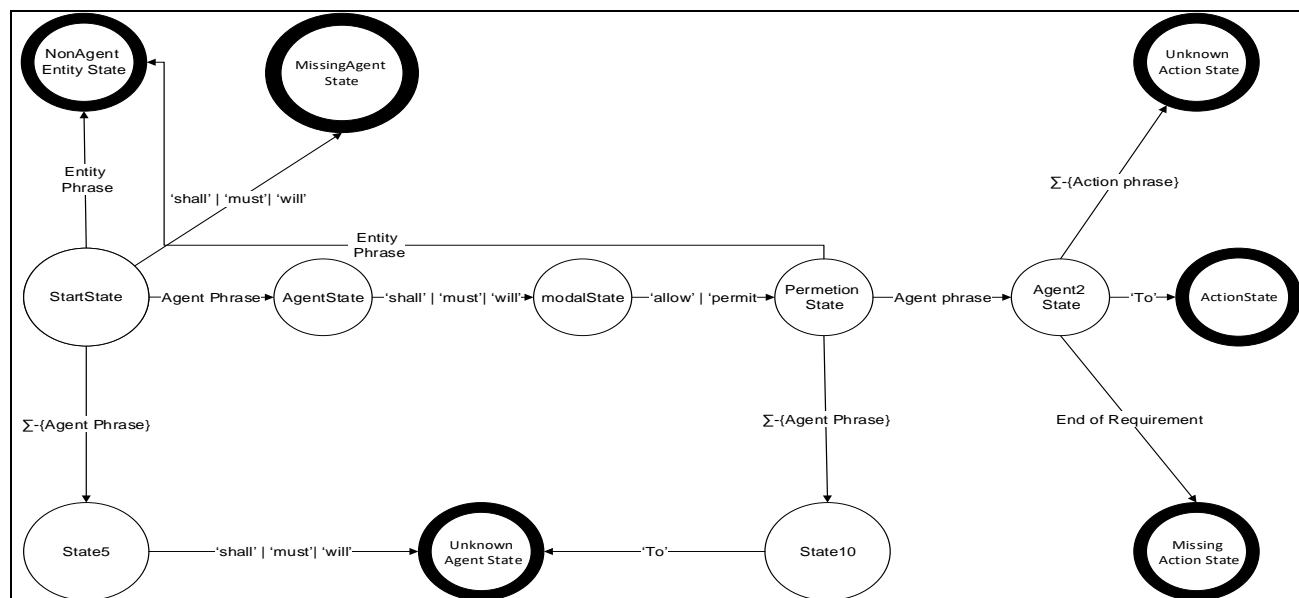 NonAgent
Entity State
MissingAgent
State
Unknown
Action State
Entity
Phrase
‘shall’ | ‘must’| ‘will’
∑-{Action phrase}
Entity
Phrase
StartState
Agent Phrase
AgentState
‘shall’ | ‘must’| ‘will’
modalState
‘allow’ | ‘permit
Permetion
State
Agent phrase
Agent2
State
‘To’
ActionState
∑-{Agent Phrase}
∑-{Agent Phrase}
End of Requirement
State5
‘shall’ | ‘must’| ‘will’
Unknown
Agent State
‘To’
State10
Missing
Action State